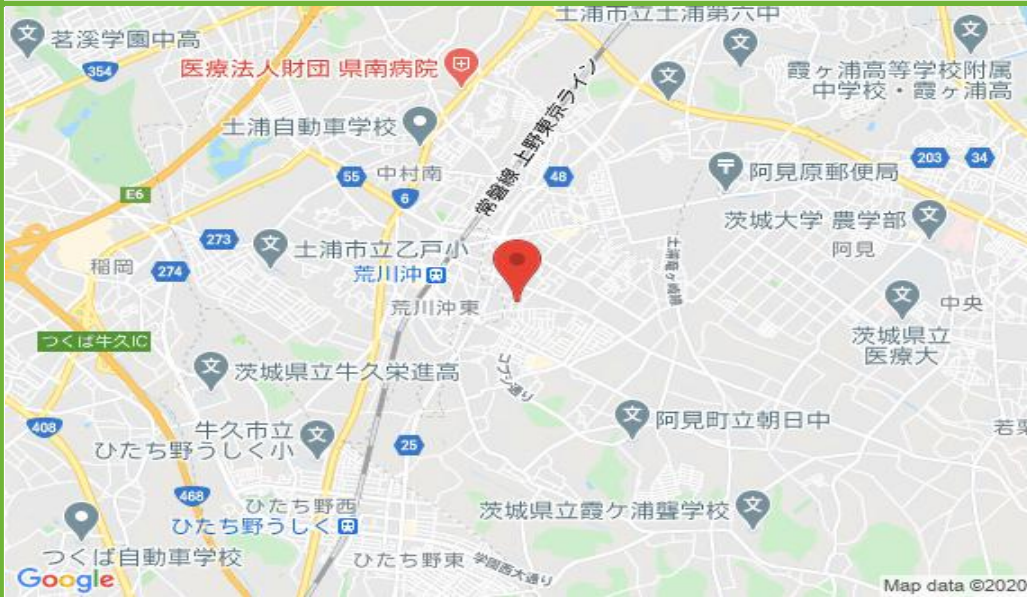 土浦市立土浦第六中
茗溪学園中高
354
医療法人財団 県南病院
霞ヶ浦高等学校附属
中学校・霞ヶ浦高
土浦自動車学校
常磐線 上野東京ライン
55
中村南
6
48
阿見原郵便局
203
34
E6
273
土浦市立乙戸小
茨城大学 農学部
阿見
稲岡
274
荒川沖
荒川沖東
中央
茨城県立
医療大
つくば牛久IC
茨城県立牛久栄進高
コブシ通り
408
牛久市立
ひたち野うしく小
25
阿見町立朝日中
若栗
468
ひたち野西
ひたち野うしく
茨城県立霞ケ浦聾学校
つくば自動車学校
ひたち野東
学園西大通り
Google
Map data ©2020